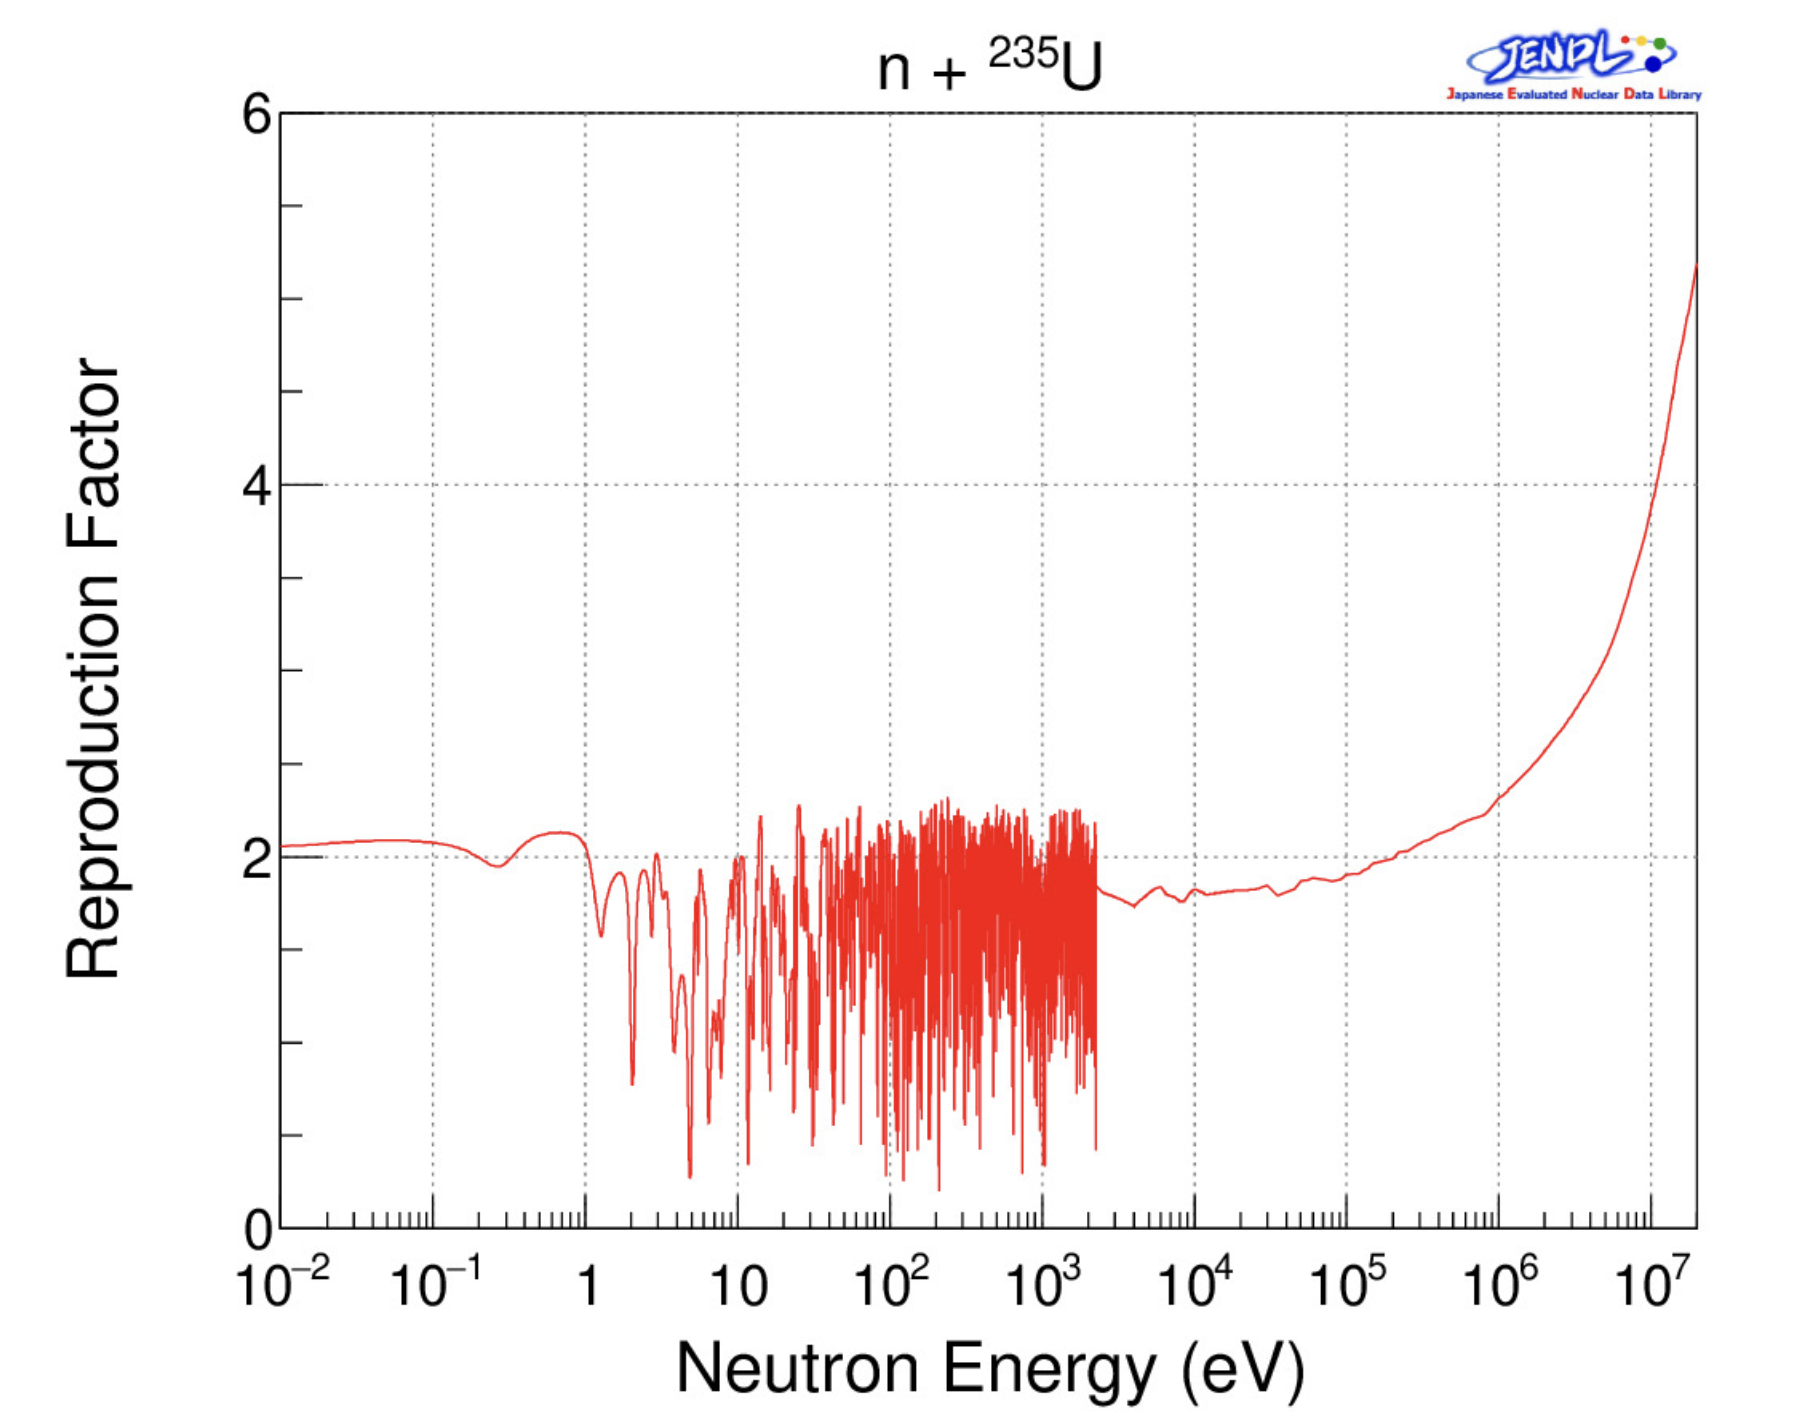 n + ²³⁵U
JENDL
Japanese Evaluated Nuclear Data Library
Reproduction Factor
6
4
2
0
10⁻² 10⁻¹ 1 10 10² 10³ 10⁴ 10⁵ 10⁶ 10⁷
Neutron Energy (eV)